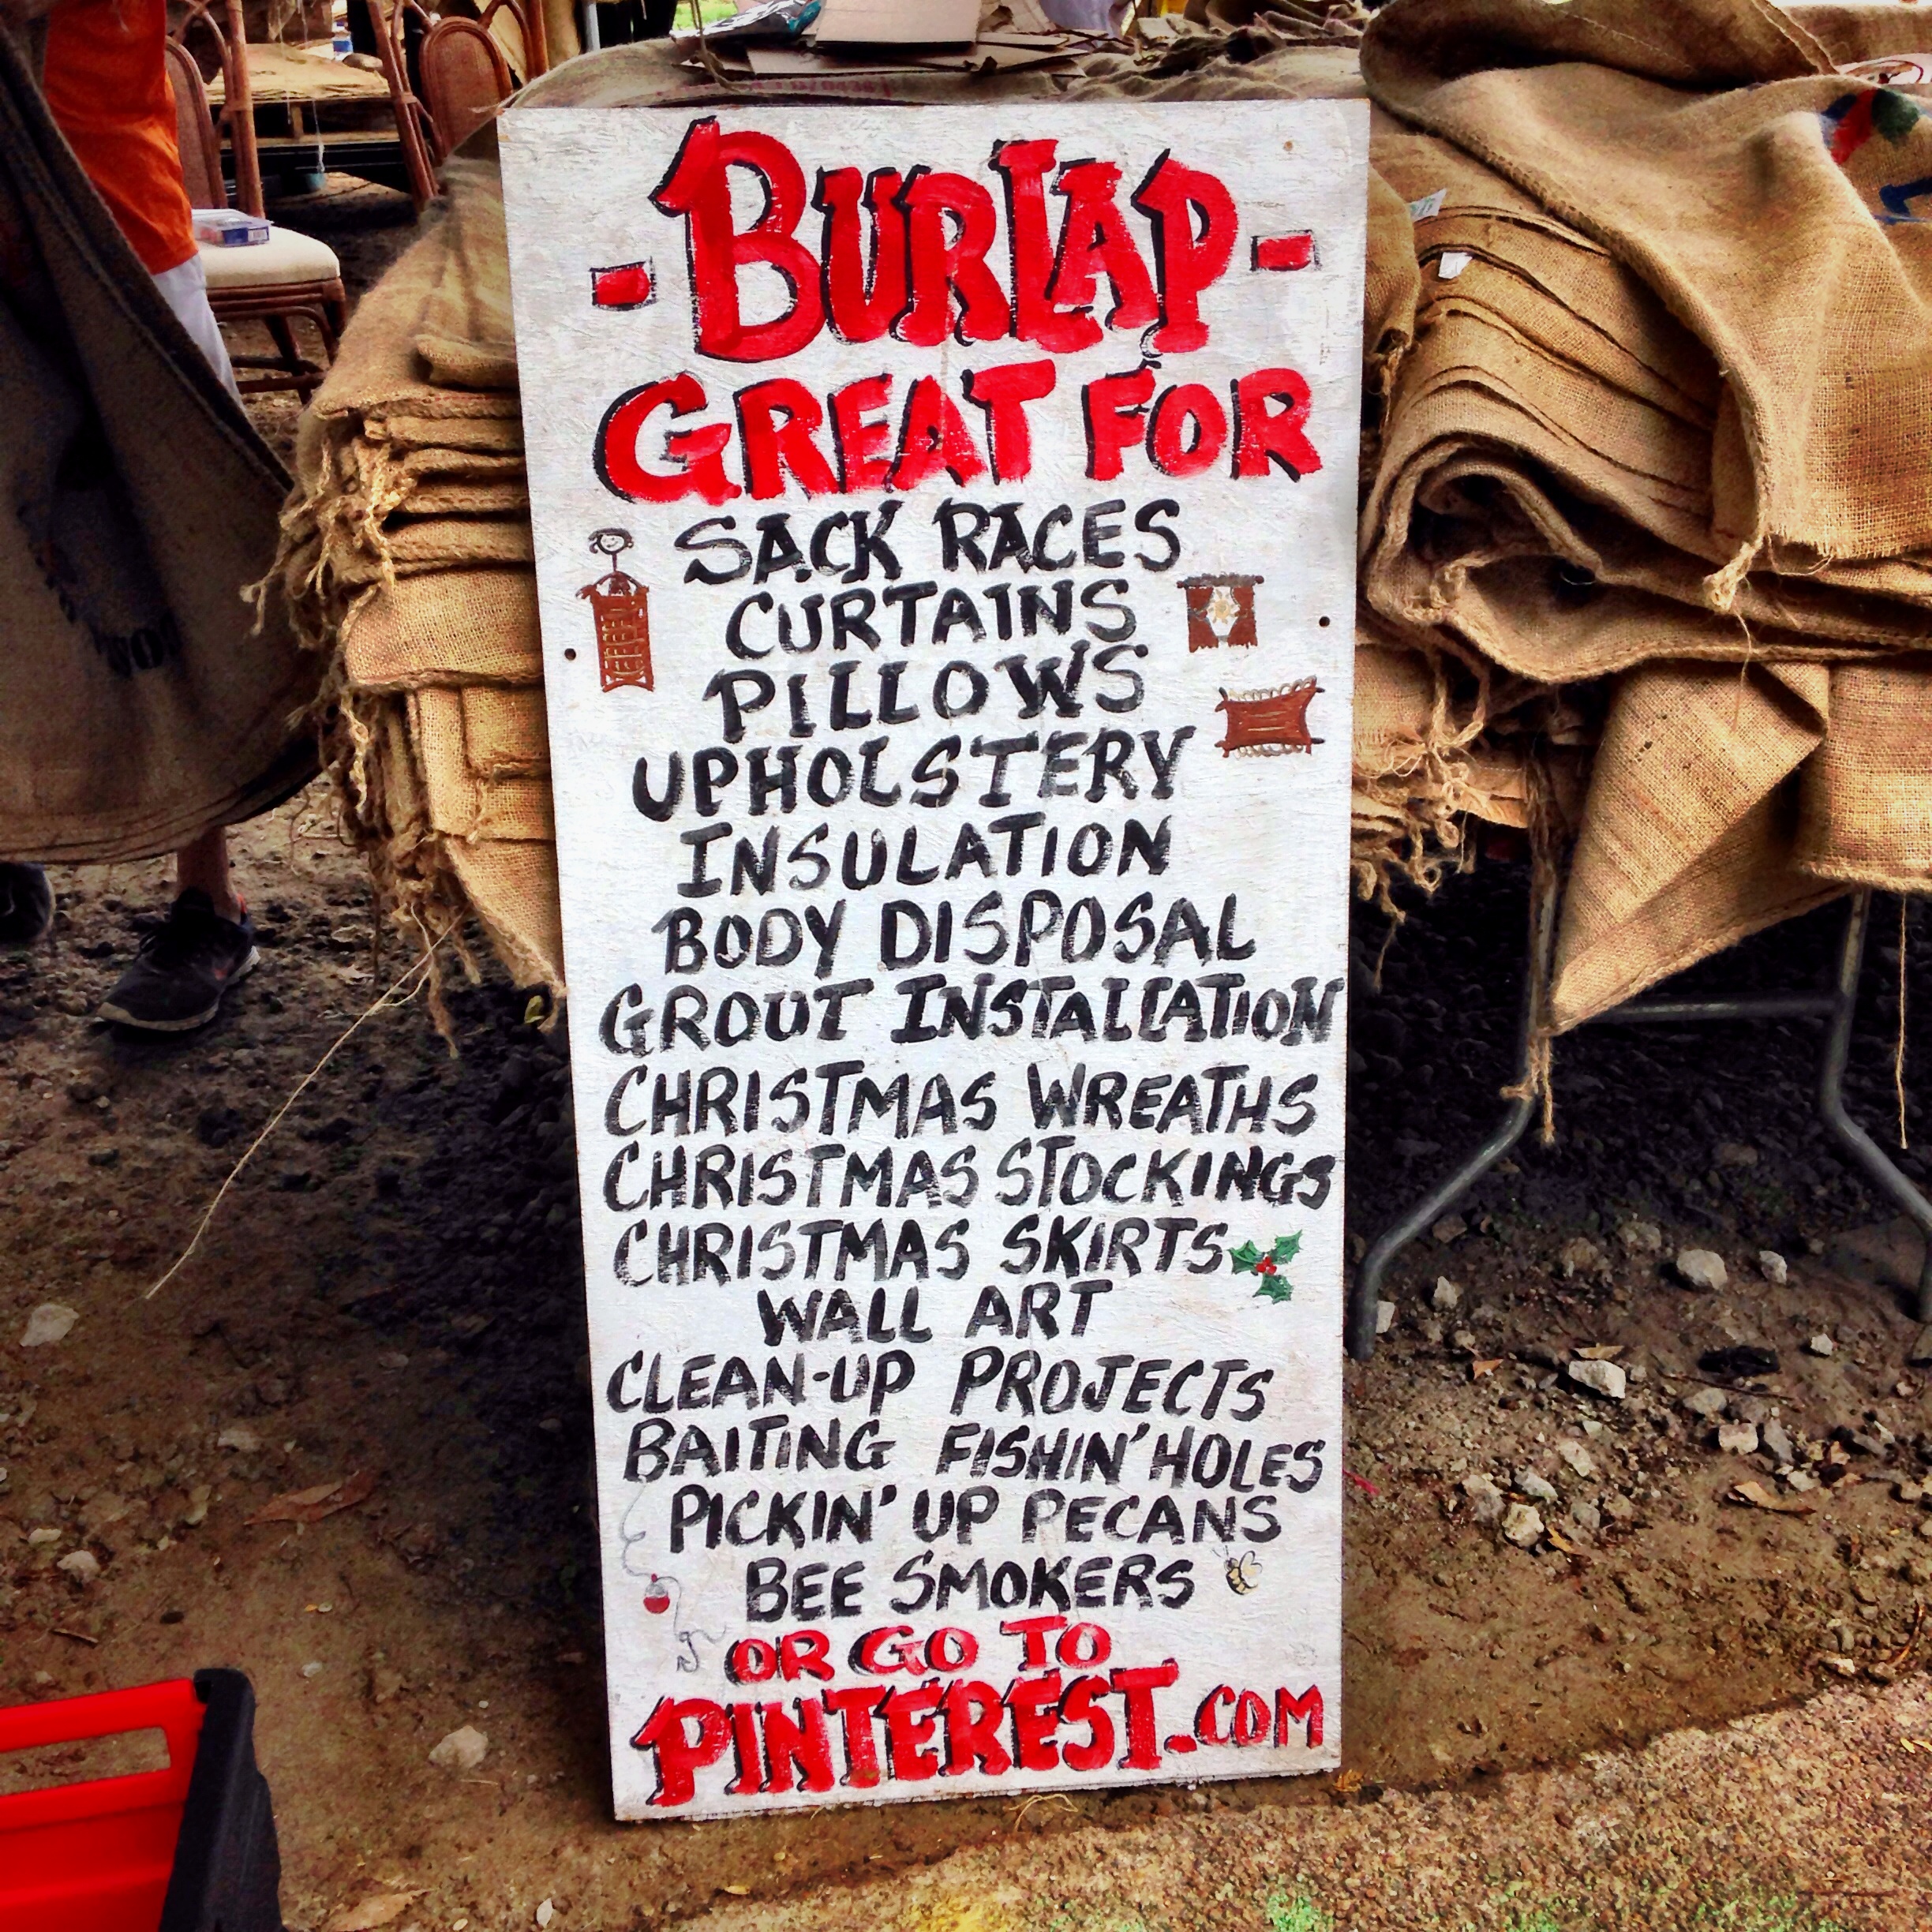 - BURLAP -
GREAT FOR
SACK RACES
CURTAINS
PILLOWS
UPHOLSTERY
INSULATION
BODY DISPOSAL
GROUT INSTALLATION
CHRISTMAS WREATHS
CHRISTMAS STOCKINGS
CHRISTMAS SKIRTS
WALL ART
CLEAN-UP PROJECTS
BAITING FISHIN' HOLES
PICKIN' UP PECANS
BEE SMOKERS
OR GO TO
PINTEREST.COM